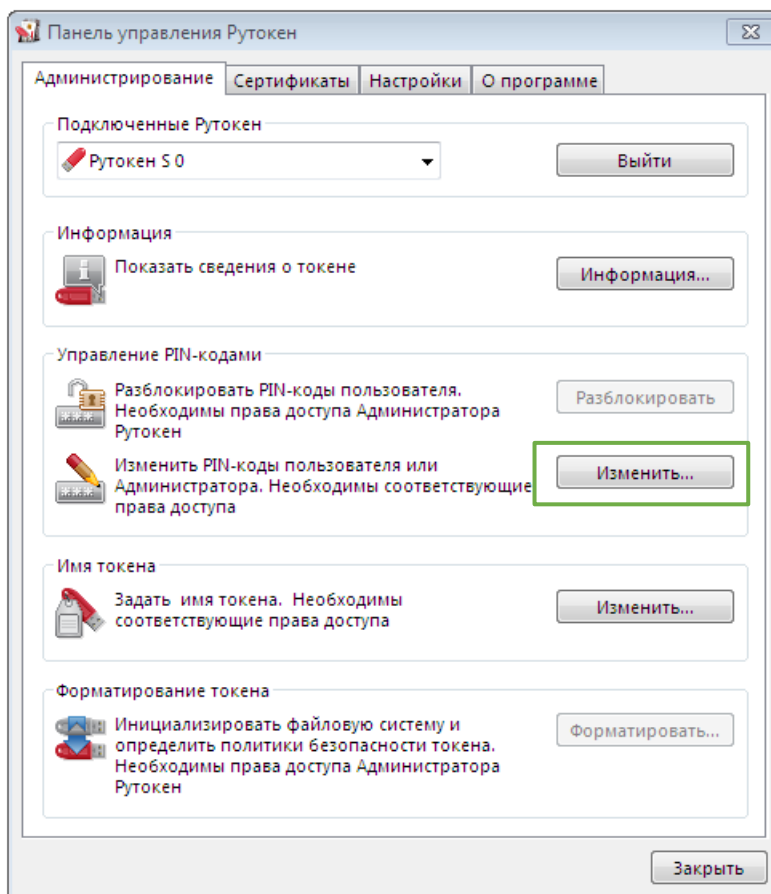 Панель управления Рутокен
Администрирование Сертификаты Настройки О программе
Подключенные Рутокен
Рутокен S 0 Выйти
Информация
Показать сведения о токене Информация...
Управление PIN-кодами
Разблокировать PIN-коды пользователя.
Необходимы права доступа Администратора
Рутокен
Разблокировать
Изменить PIN-коды пользователя или
Администратора. Необходимы соответствующие
права доступа
Изменить...
Имя токена
Задать имя токена. Необходимы
соответствующие права доступа
Изменить...
Форматирование токена
Инициализировать файловую систему и
определить политики безопасности токена.
Необходимы права доступа Администратора
Рутокен
Форматировать...
Закрыть